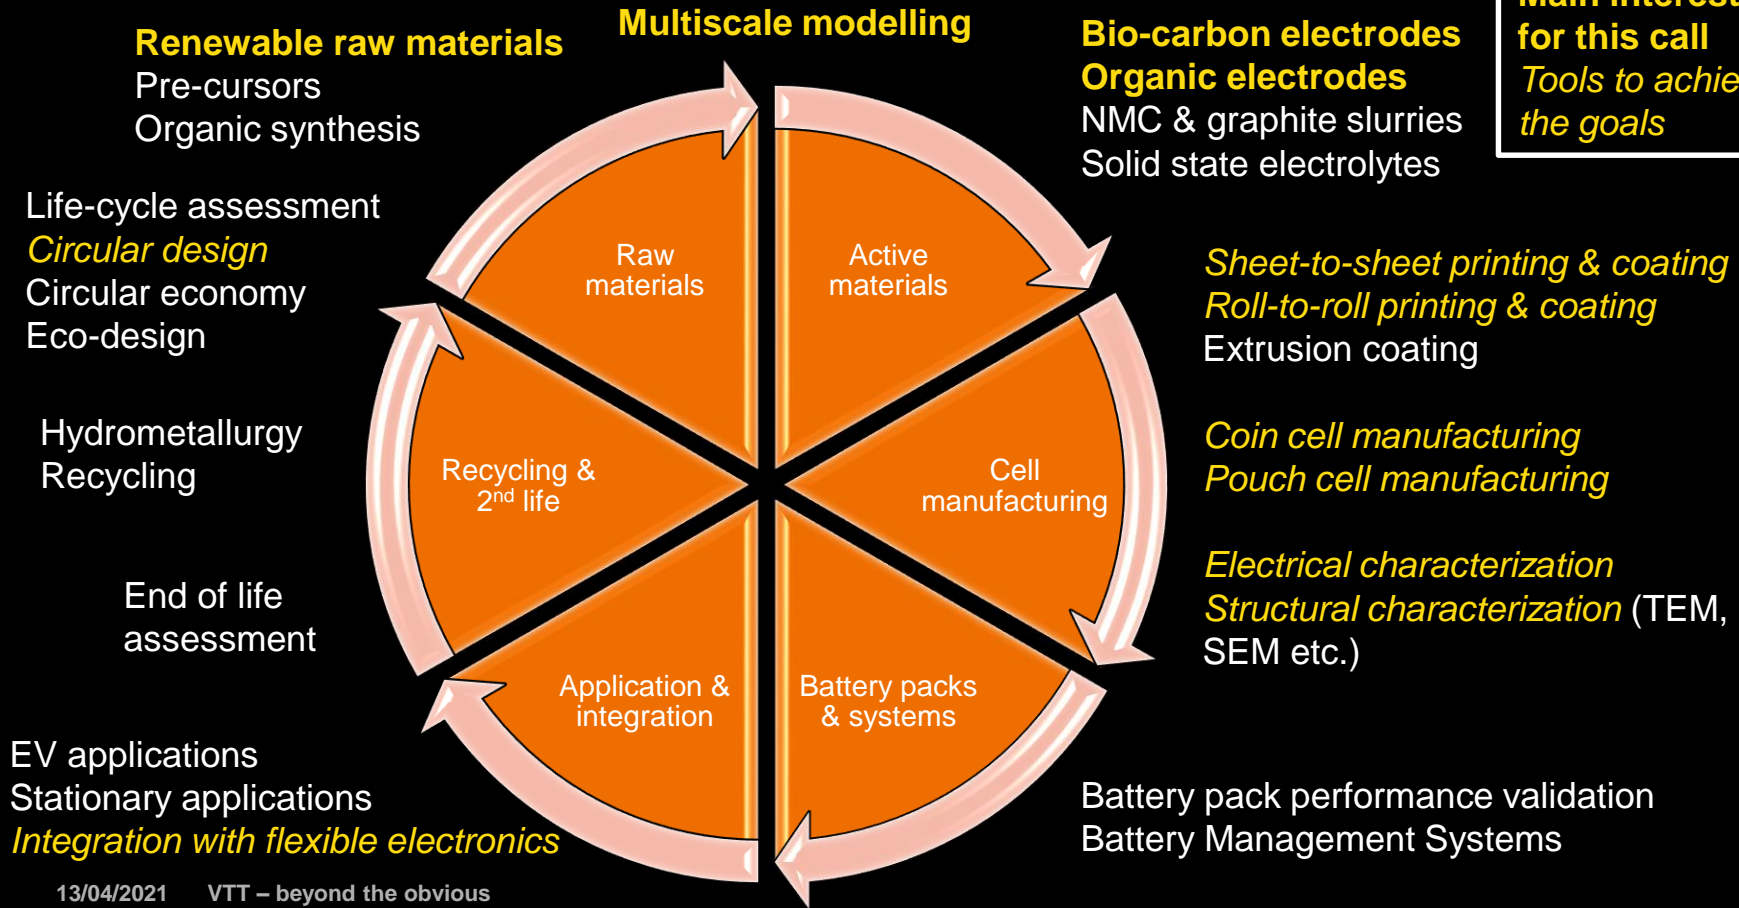 Multiscale modelling
Renewable raw materials
Pre-cursors
Organic synthesis
Bio-carbon electrodes
Organic electrodes
NMC & graphite slurries
Solid state electrolytes
for this call
Tools to
the goals
Life-cycle assessment
Circular design
Circular economy
Eco-design
Raw
materials
Active
materials
Sheet-to-sheet printing & coating
Roll-to-roll printing & coating
Extrusion coating
Hydrometallurgy
Recycling
Recycling &
2nd life
Cell
manufacturing
Coin cell manufacturing
Pouch cell manufacturing
End of life
assessment
Electrical characterization
Structural characterization (TEM,
SEM etc.)
Application &
integration
Battery packs
& systems
EV applications
Stationary applications
Integration with flexible electronics
Battery pack performance validation
Battery Management Systems
13/04/2021 VTT – beyond the obvious